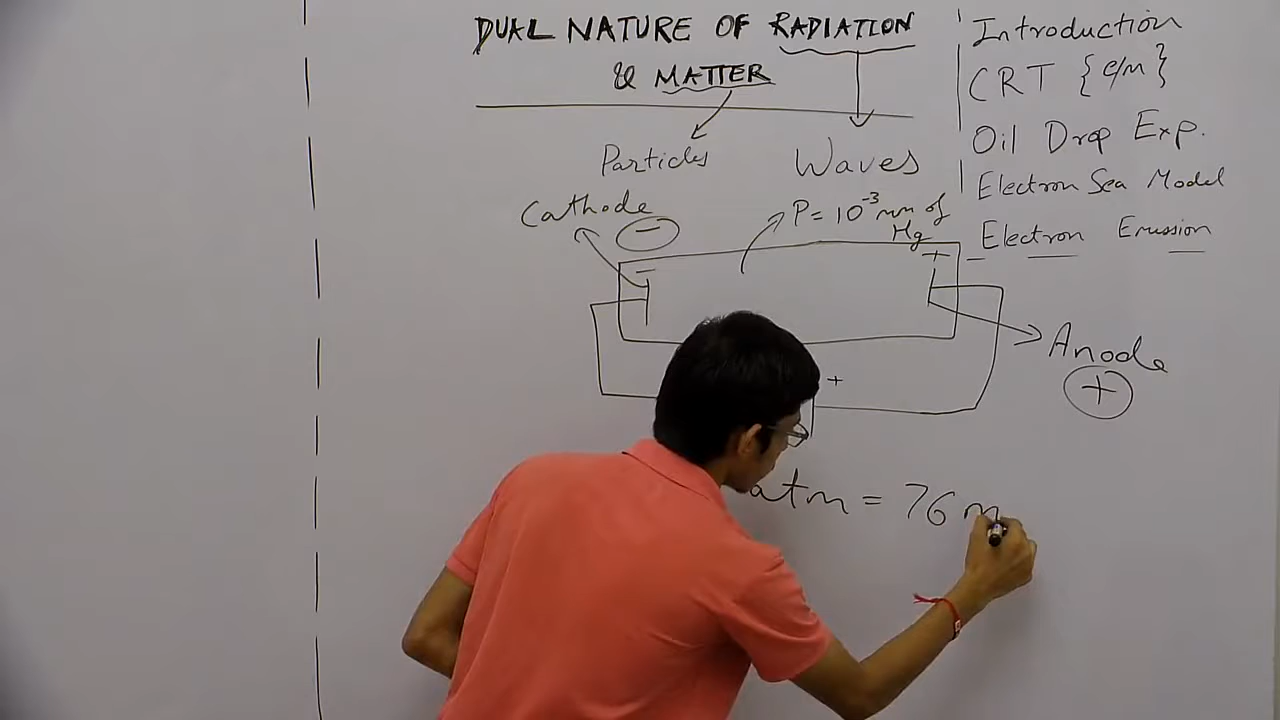 DUAL NATURE OF RADIATION
& MATTER
Particles
Waves
Cathode
−
P = 10⁻³ mm of
Hg
−
+
Anode
+
+
atm = 76 m
Introduction
CRT {e/m}
Oil Drop Exp.
Electron Sea Model
Electron Emission